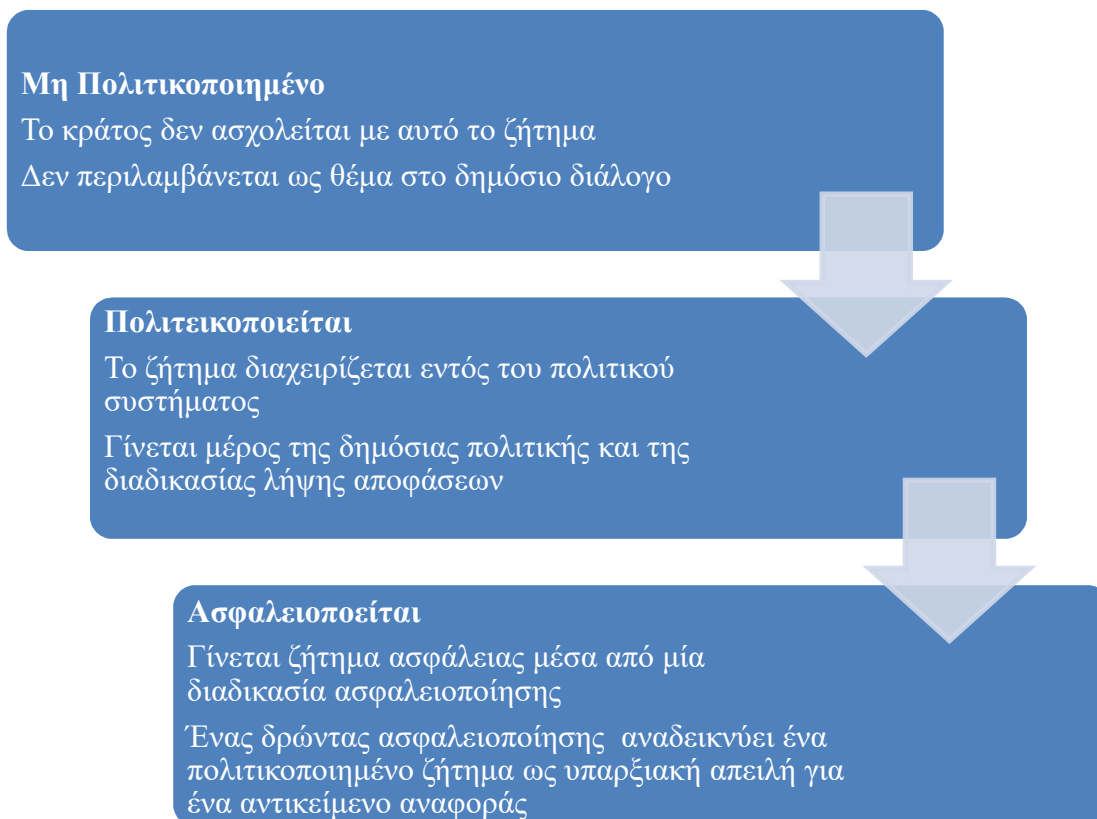 Μη Πολιτικοποιημένο
Το κράτος δεν ασχολείται με αυτό το ζήτημα
Δεν περιλαμβάνεται ως θέμα στο δημόσιο διάλογο
Πολιτεικοποιείται
Το ζήτημα διαχειρίζεται εντός του πολιτικού
συστήματος
Γίνεται μέρος της δημόσιας πολιτικής και της
διαδικασίας λήψης αποφάσεων
Ασφαλειοποείται
Γίνεται ζήτημα ασφάλειας μέσα από μία
διαδικασία ασφαλειοποίησης
Ένας δρώντας ασφαλειοποίησης αναδεικνύει ένα
πολιτικοποιημένο ζήτημα ως υπαρξιακή απειλή για
ένα αντικείμενο αναφοράς